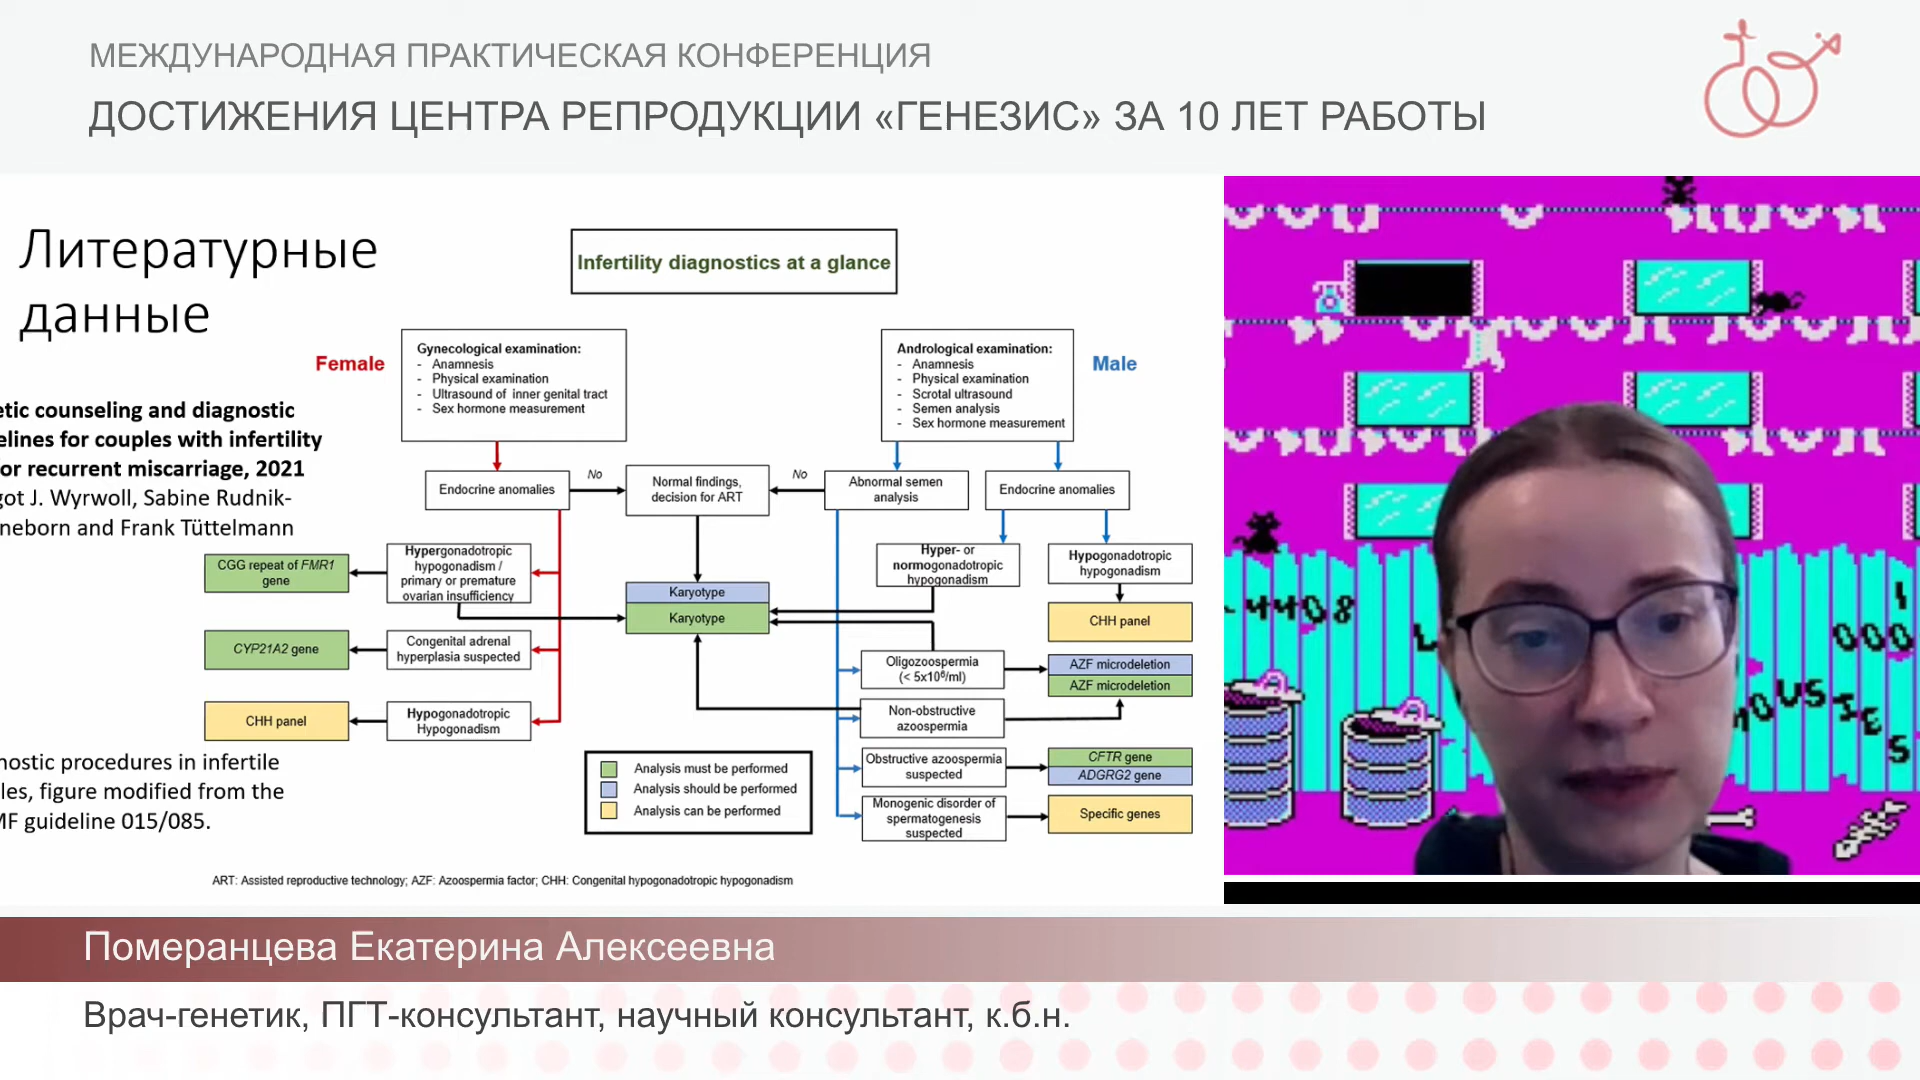 МЕЖДУНАРОДНАЯ ПРАКТИЧЕСКАЯ КОНФЕРЕНЦИЯ
ДОСТИЖЕНИЯ ЦЕНТРА РЕПРОДУКЦИИ «ГЕНЕЗИС» ЗА 10 ЛЕТ РАБОТЫ
Литературные
данные
etic counseling and diagnostic
elines for couples with infertility
or recurrent miscarriage, 2021
got J. Wyrwoll, Sabine Rudnik-
neborn and Frank Tüttelmann
nostic procedures in infertile
les, figure modified from the
MF guideline 015/085.
Infertility diagnostics at a glance
Female
Gynecological examination:
- Anamnesis
- Physical examination
- Ultrasound of inner genital tract
- Sex hormone measurement
Andrological examination:
- Anamnesis
- Physical examination
- Scrotal ultrasound
- Semen analysis
- Sex hormone measurement
Male
Endocrine anomalies
No
Normal findings,
decision for ART
No
Abnormal semen
analysis
Endocrine anomalies
CGG repeat of FMR1
gene
Hypergonadotropic
hypogonadism /
primary or premature
ovarian insufficiency
Karyotype
Karyotype
Hyper- or
normogonadotropic
hypogonadism
Hypogonadotropic
hypogonadism
CHH panel
CYP21A2 gene
Congenital adrenal
hyperplasia suspected
Oligozoospermia
(< 5x10⁶/ml)
AZF microdeletion
AZF microdeletion
CHH panel
Hypogonadotropic
Hypogonadism
Non-obstructive
azoospermia
Obstructive azoospermia
suspected
CFTR gene
ADGRG2 gene
Monogenic disorder of
spermatogenesis
suspected
Specific genes
Analysis must be performed
Analysis should be performed
Analysis can be performed
ART: Assisted reproductive technology; AZF: Azoospermia factor; CHH: Congenital hypogonadotropic hypogonadism
4408
000
Померанцева Екатерина Алексеевна
Врач-генетик, ПГТ-консультант, научный консультант, к.б.н.